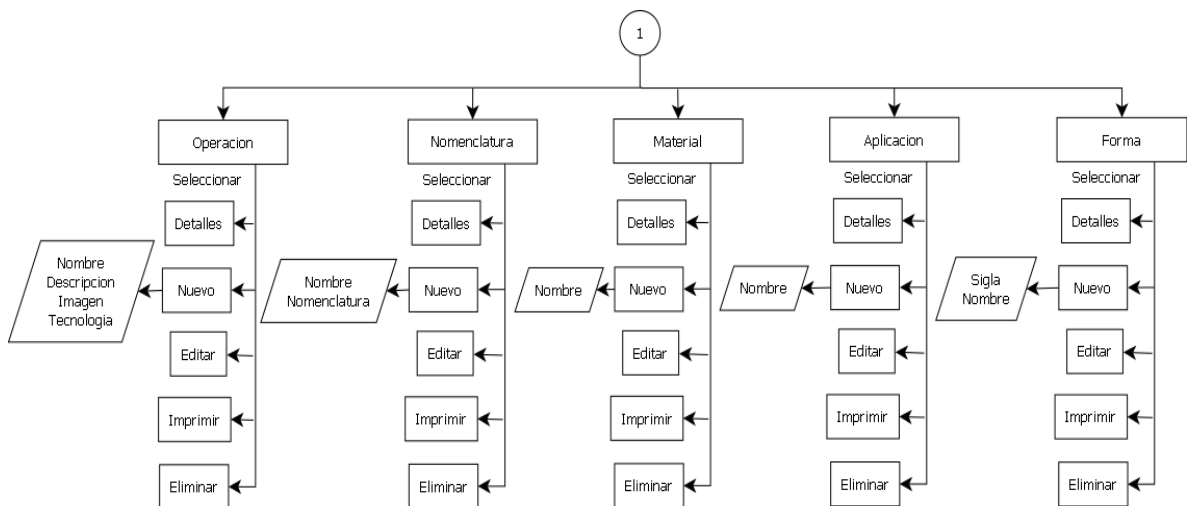 1
Operacion
Seleccionar
Detalles
Nuevo
Nombre
Descripcion
Imagen
Tecnologia
Editar
Imprimir
Eliminar
Nomenclatura
Seleccionar
Detalles
Nuevo
Nombre
Nomenclatura
Editar
Imprimir
Eliminar
Material
Seleccionar
Detalles
Nuevo
Nombre
Editar
Imprimir
Eliminar
Aplicacion
Seleccionar
Detalles
Nuevo
Nombre
Editar
Imprimir
Eliminar
Forma
Seleccionar
Detalles
Nuevo
Sigla
Nombre
Editar
Imprimir
Eliminar